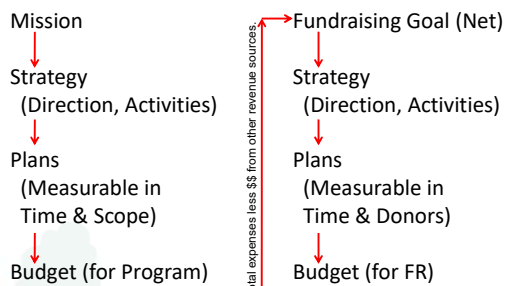 Mission
Strategy
(Direction, Activities)
Plans
(Measurable in
Time & Scope)
Budget (for Program)
expenses less $$ from other revenue sources.
Fundraising Goal (Net)
Strategy
(Direction, Activities)
Plans
(Measurable in
Time & Donors)
Budget (for FR)